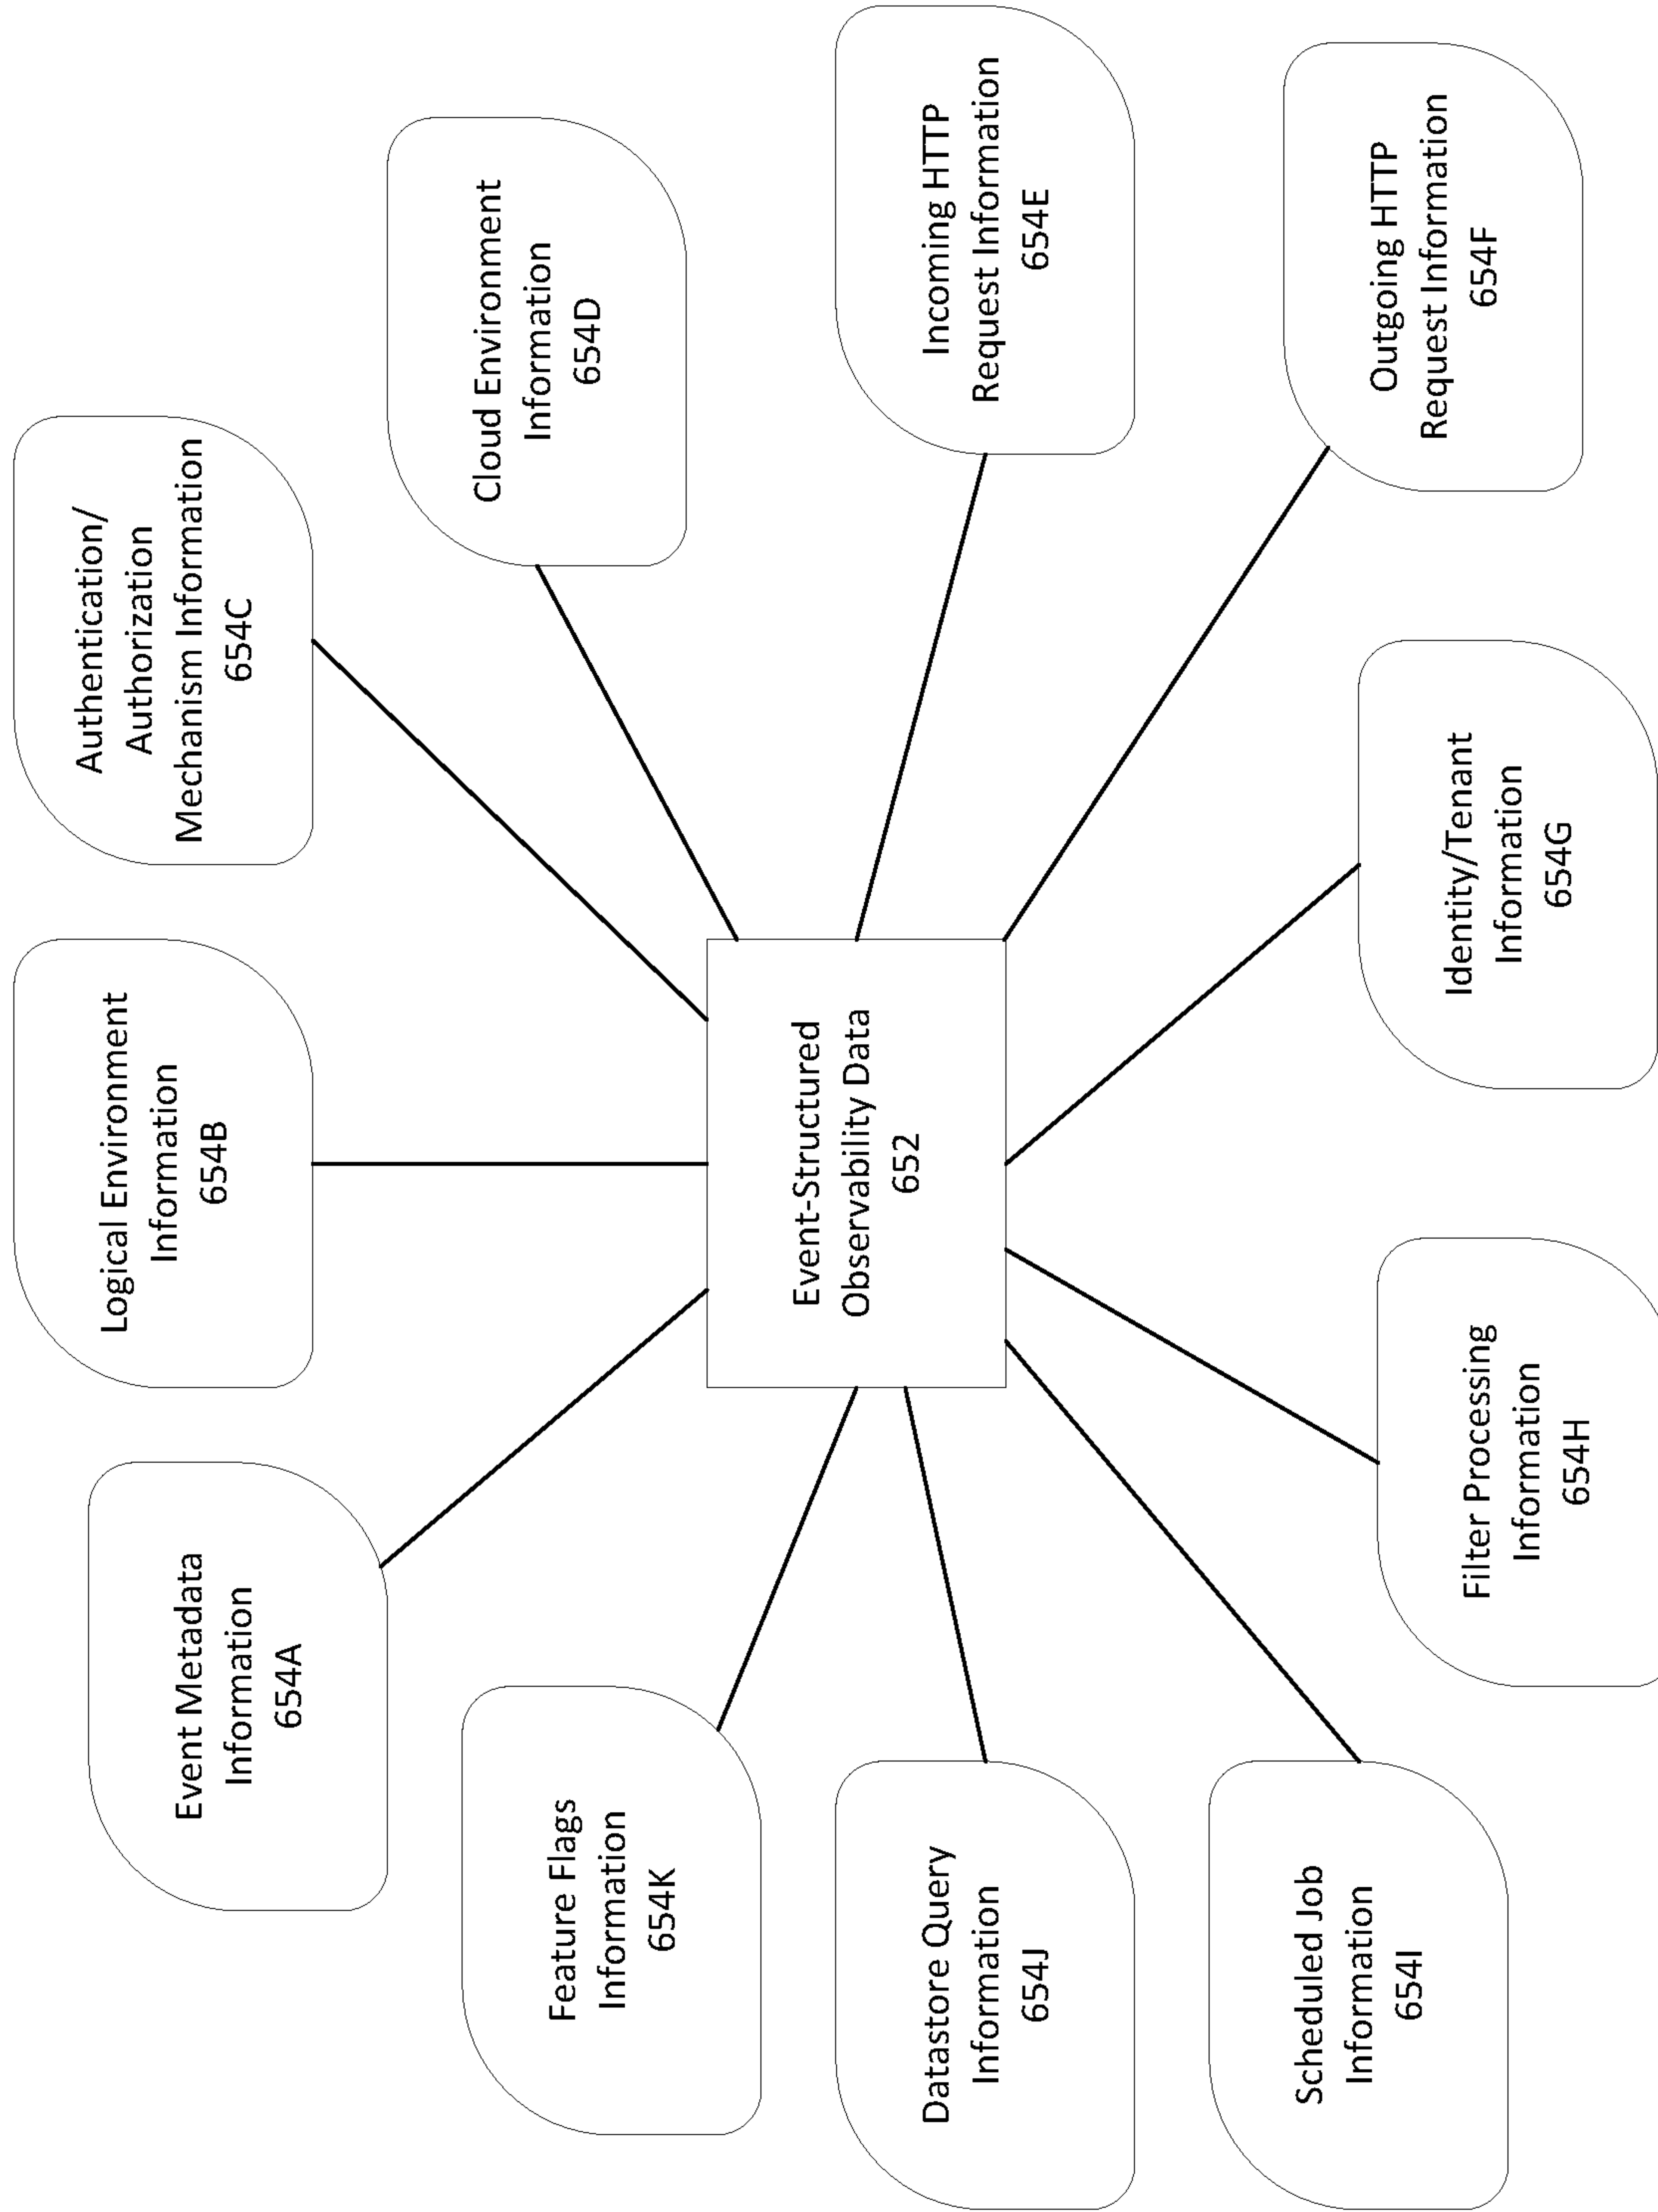 Event Metadata
Information
654A
Logical Environment
Information
654B
Authentication/
Authorization
Mechanism Information
654C
Cloud Environment
Information
654D
Incoming HTTP
Request Information
654E
Outgoing HTTP
Request Information
654F
Identity/Tenant
Information
654G
Filter Processing
Information
654H
Scheduled Job
Information
654I
Datastore Query
Information
654J
Feature Flags
Information
654K
Event-Structured
Observability Data
652